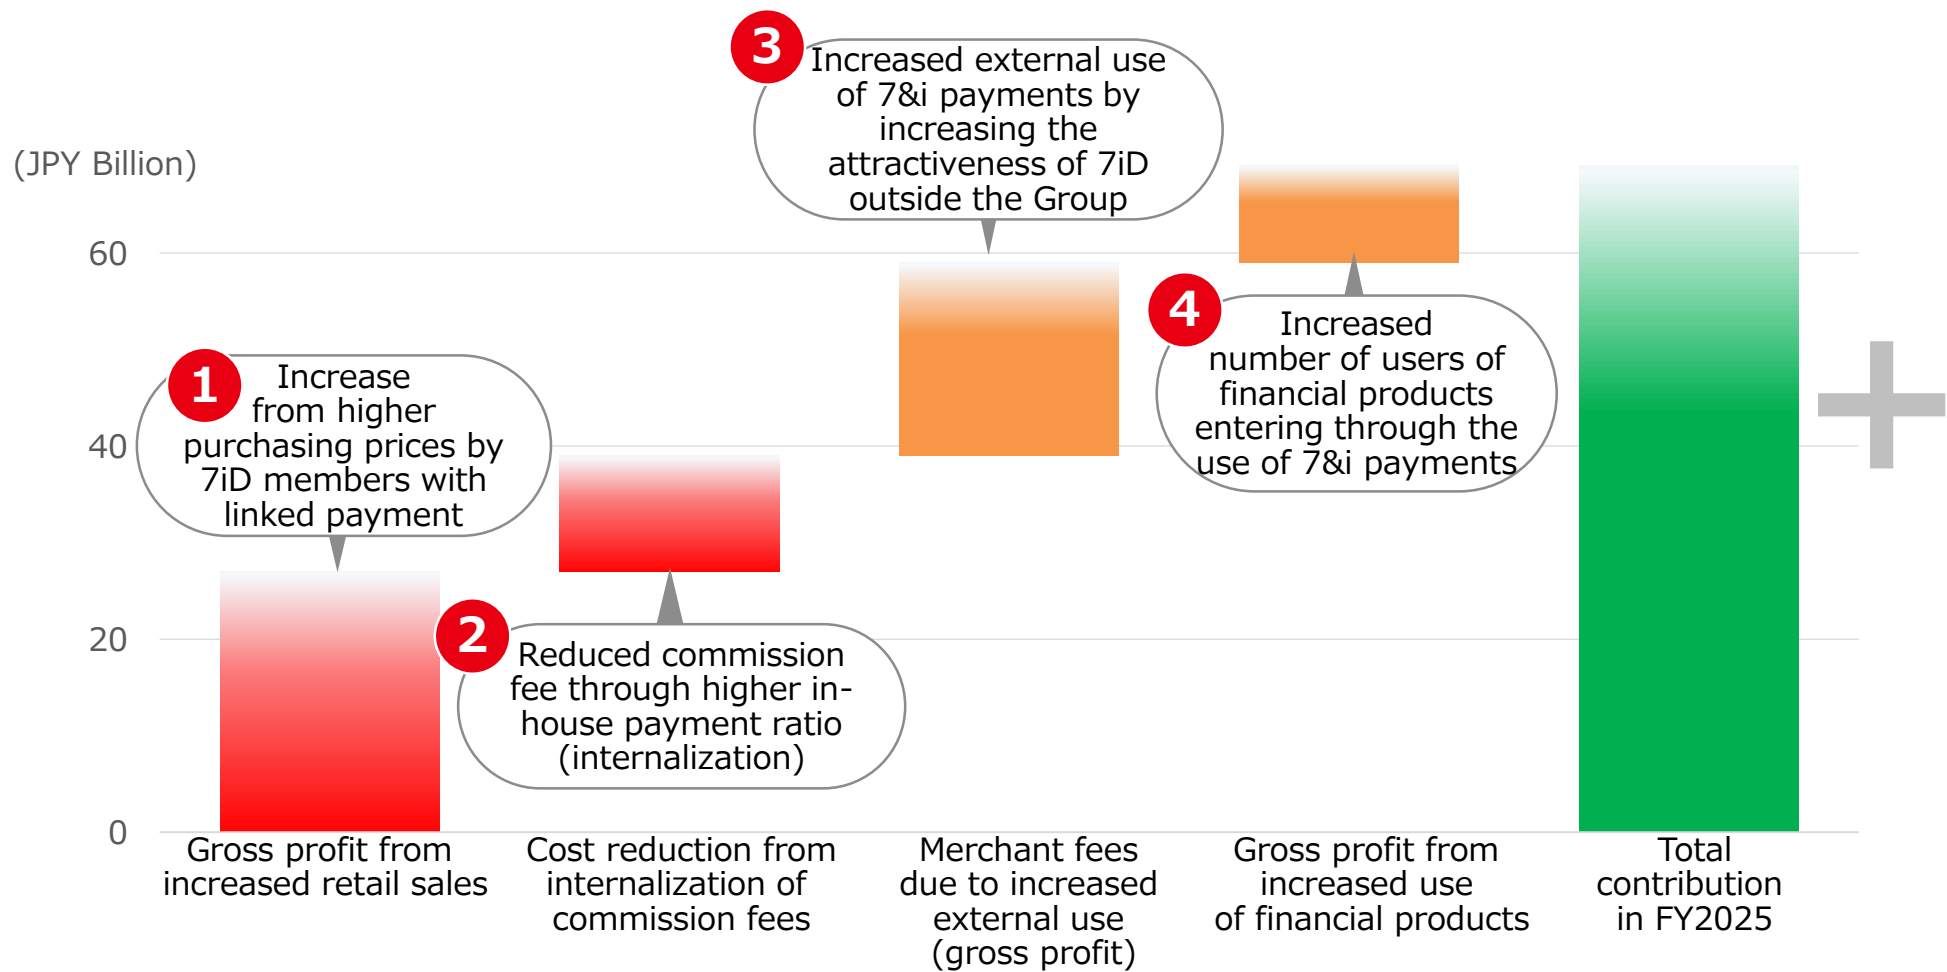 (JPY Billion)
60
40
20
0
1
Increase
from higher
purchasing prices by
7iD members with
linked payment
2
Reduced commission
fee through higher in-
house payment ratio
(internalization)
3
Increased external use
of 7&i payments by
increasing the
attractiveness of 7iD
outside the Group
4
Increased
number of users of
financial products
entering through the
use of 7&i payments
+
Gross profit from
increased retail sales
Cost reduction from
internalization of
commission fees
Merchant fees
due to increased
external use
(gross profit)
Gross profit from
increased use
of financial products
Total
contribution
in FY2025